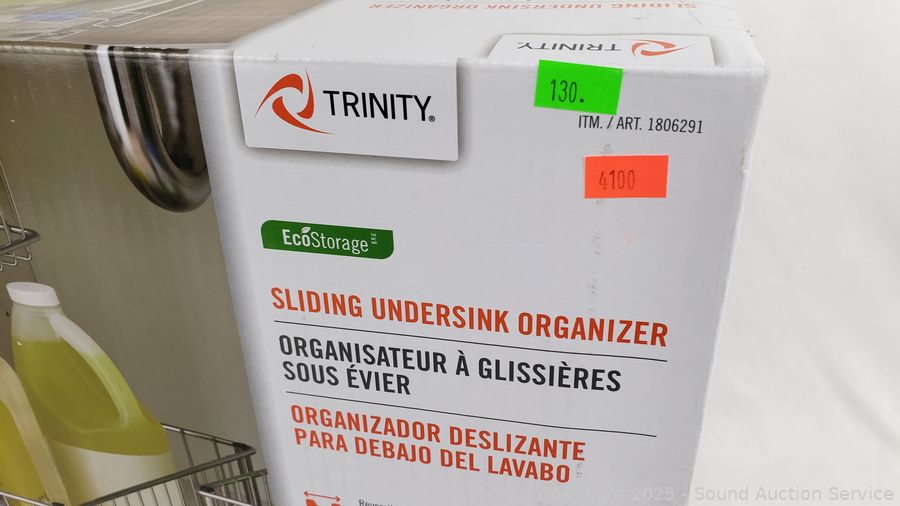 SLIDING UNDERSINK ORGANIZER
TRINITY
TRINITY®
130.
ITM. / ART. 1806291
4100
EcoStorage
SLIDING UNDERSINK ORGANIZER
ORGANISATEUR À GLISSIÈRES
SOUS ÉVIER
ORGANIZADOR DESLIZANTE
PARA DEBAJO DEL LAVABO
Copyright 2025 - Sound Auction Service